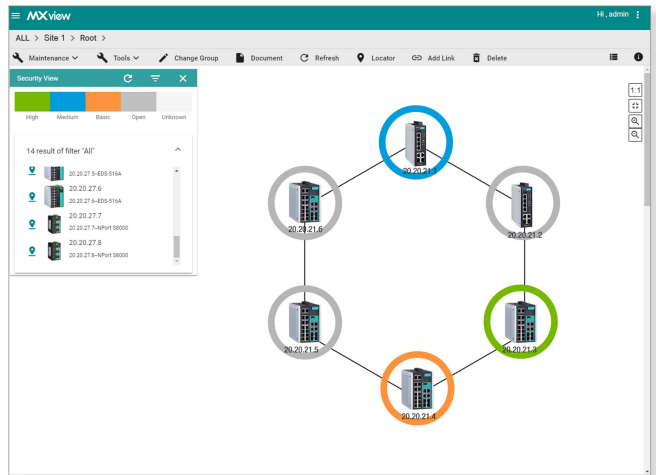 MXview
Hi , admin
ALL > Site 1 > Root >
Maintenance Tools Change Group Document Refresh Locator Add Link Delete
Security View
High Medium Basic Open Unknown
14 result of filter "All"
20.20.27.5–EDS-516A
20.20.27.6
20.20.27.6–EDS-516A
20.20.27.7
20.20.27.7–NPort S8000
20.20.27.8
20.20.27.8–NPort S8000
1:1
20.20.21.1
20.20.21.6
20.20.21.2
20.20.21.5
20.20.21.3
20.20.21.4